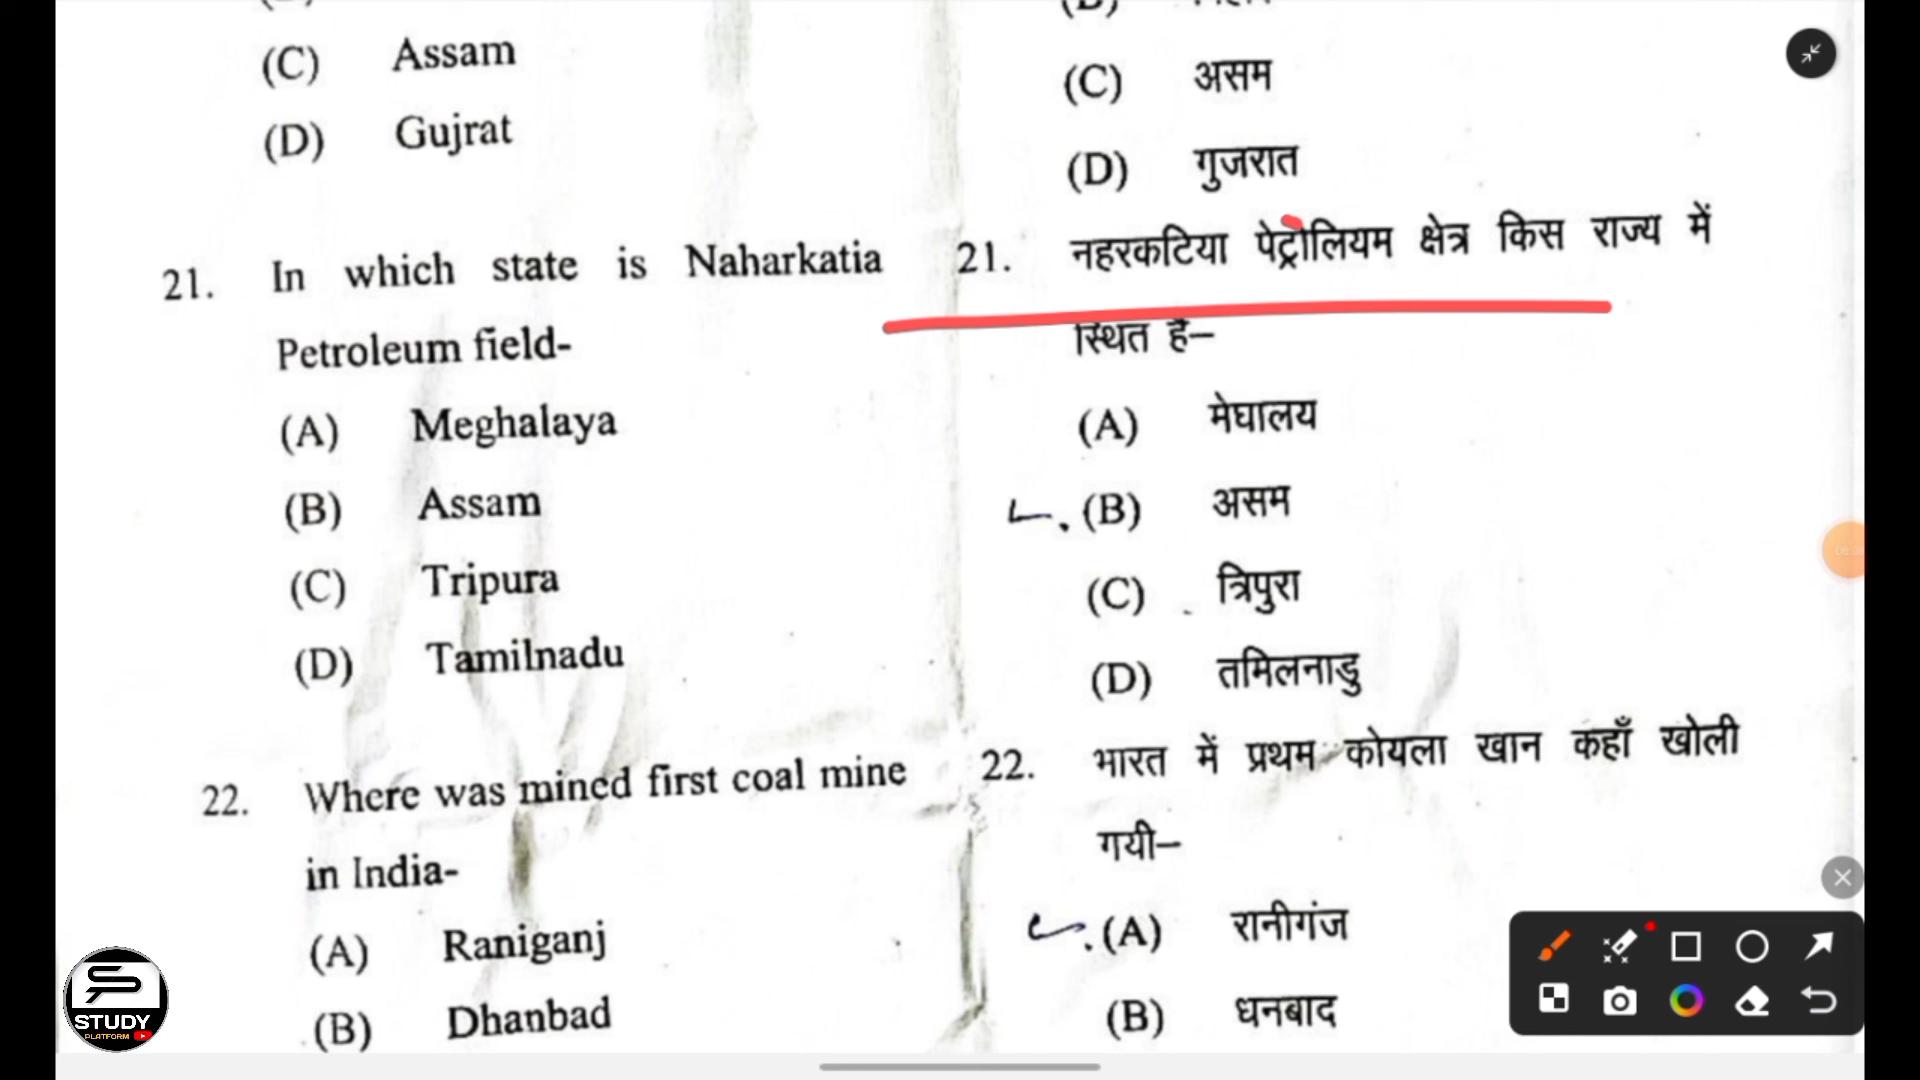 (C) Assam
(D) Gujrat
21. In which state is Naharkatia
Petroleum field-
(A) Meghalaya
(B) Assam
(C) Tripura
(D) Tamilnadu
22. Where was mined first coal mine
in India-
(A) Raniganj
(B) Dhanbad
(C) असम
(D) गुजरात
21. नहरकटिया पेट्रोलियम क्षेत्र किस राज्य में
स्थित है–
(A) मेघालय
(B) असम
(C) त्रिपुरा
(D) तमिलनाडु
22. भारत में प्रथम कोयला खान कहाँ खोली
गयी–
(A) रानीगंज
(B) धनबाद
STUDY
PLATFORM